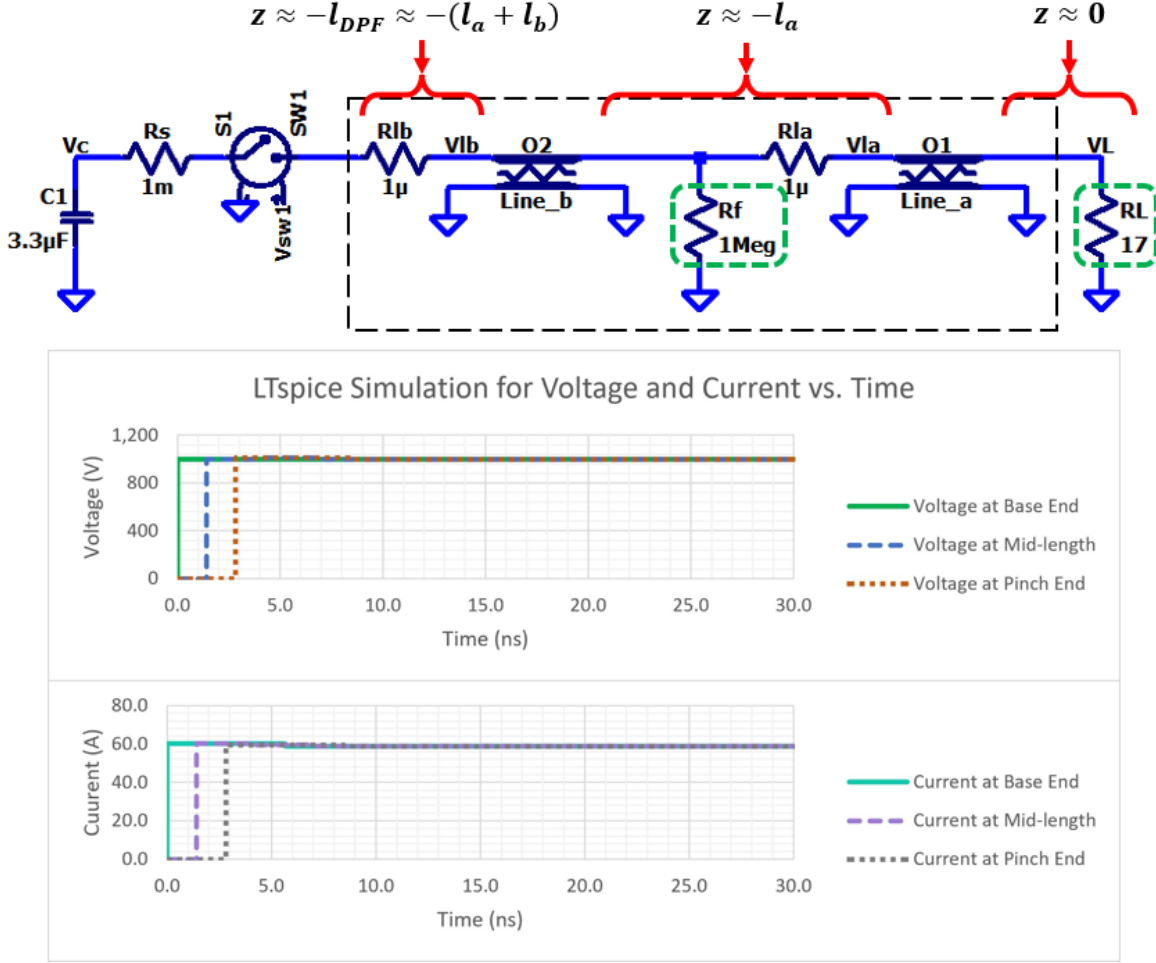 z ≈ −l_DPF ≈ −(l_a + l_b)
z ≈ −l_a
z ≈ 0
Vc
Rs
1m
S1
SW1
Vsw1
Rlb
1µ
Vlb
O2
Line_b
Rla
1µ
Vla
O1
Line_a
VL
C1
3.3µF
Rf
1Meg
RL
17
LTspice Simulation for Voltage and Current vs. Time
Voltage (V)
1,200
800
400
0
0.0 5.0 10.0 15.0 20.0 25.0 30.0
Time (ns)
Voltage at Base End
Voltage at Mid-length
Voltage at Pinch End
Cuurent (A)
80.0
60.0
40.0
20.0
0.0
0.0 5.0 10.0 15.0 20.0 25.0 30.0
Time (ns)
Current at Base End
Current at Mid-length
Current at Pinch End